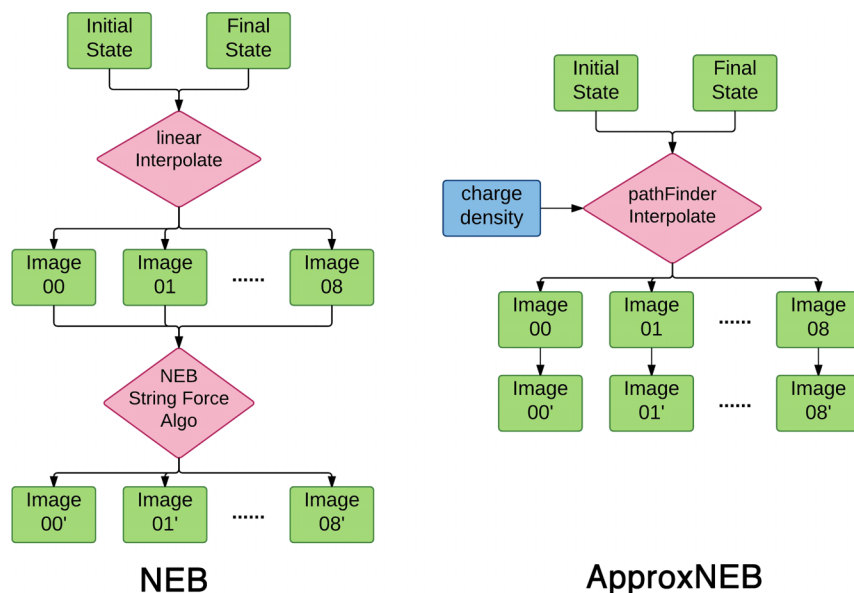 Initial
State
Final
State
linear
Interpolate
Image
00
Image
01
......
Image
08
NEB
String Force
Algo
Image
00'
Image
01'
......
Image
08'
NEB
Initial
State
Final
State
charge
density
pathFinder
Interpolate
Image
00
Image
01
......
Image
08
Image
00'
Image
01'
......
Image
08'
ApproxNEB